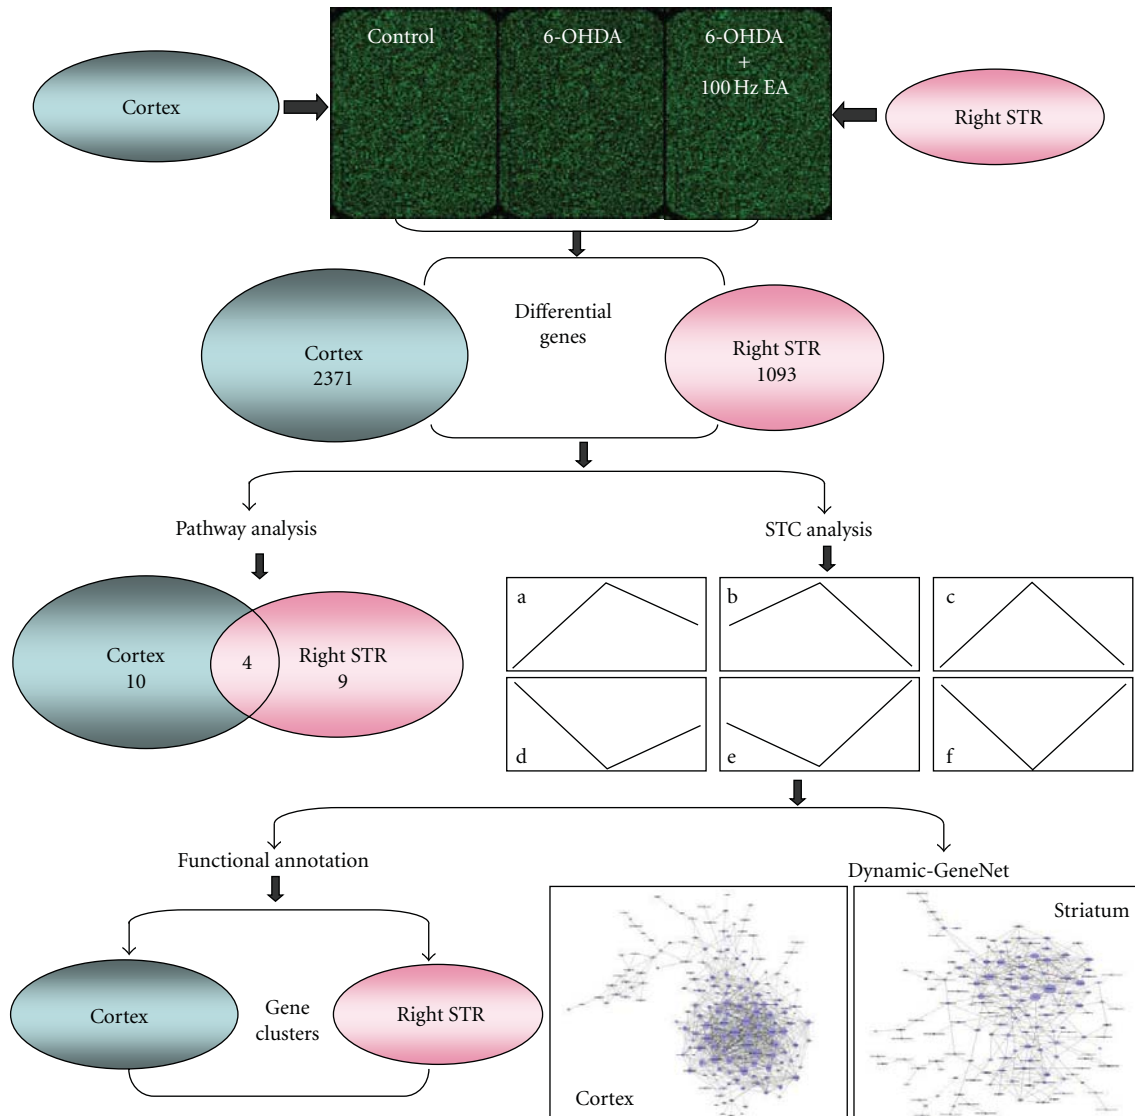 Control
6-OHDA
6-OHDA
+
100 Hz EA
Cortex
Right STR
Differential
genes
Cortex
2371
Right STR
1093
Pathway analysis
STC analysis
Cortex
10
4
Right STR
9
a
b
c
d
e
f
Functional annotation
Dynamic-GeneNet
Cortex
Gene
clusters
Right STR
Cortex
Striatum